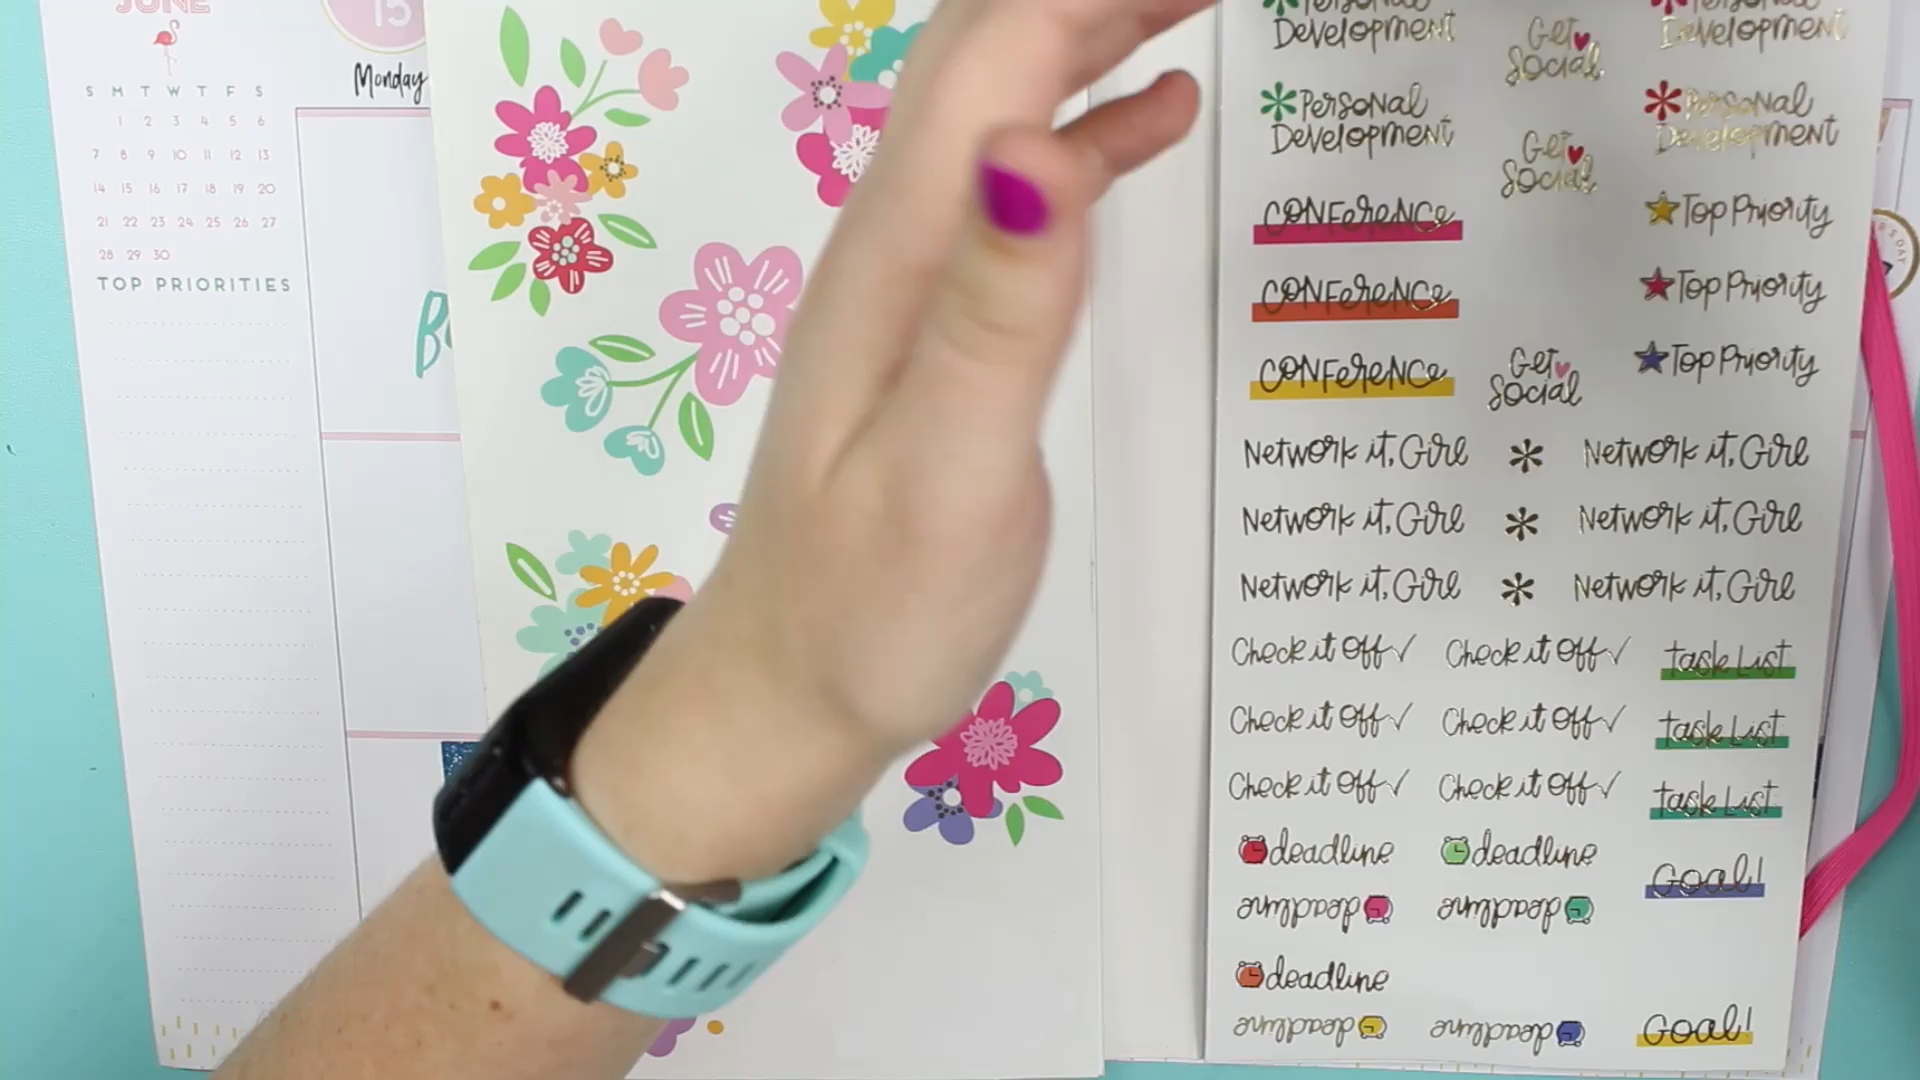 JUNE
15
Monday
S M T W T F S
1 2 3 4 5 6
7 8 9 10 11 12 13
14 15 16 17 18 19 20
21 22 23 24 25 26 27
28 29 30
TOP PRIORITIES
Personal Development
Get Social
Personal Development
Personal Development
Get Social
Personal Development
CONFERENCE
Top Priority
CONFERENCE
Top Priority
CONFERENCE
Get Social
Top Priority
Network it, Girl * Network it, Girl
Network it, Girl * Network it, Girl
Network it, Girl * Network it, Girl
Check it off ✓ Check it off ✓ task List
Check it off ✓ Check it off ✓ task List
Check it off ✓ Check it off ✓ task List
deadline deadline
Goal!
deadline deadline
deadline
deadline deadline
Goal!